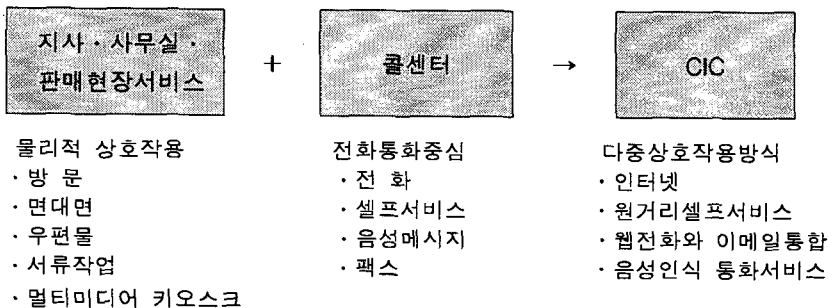 지사 · 사무실 ·
판매현장서비스
+
콜센터
→
CIC
물리적 상호작용
· 방 문
· 면대면
· 우편물
· 서류작업
· 멀티미디어 키오스크
전화통화중심
· 전 화
· 셀프서비스
· 음성메시지
· 팩스
다중상호작용방식
· 인터넷
· 원거리셀프서비스
· 웹전화와 이메일통합
· 음성인식 통화서비스